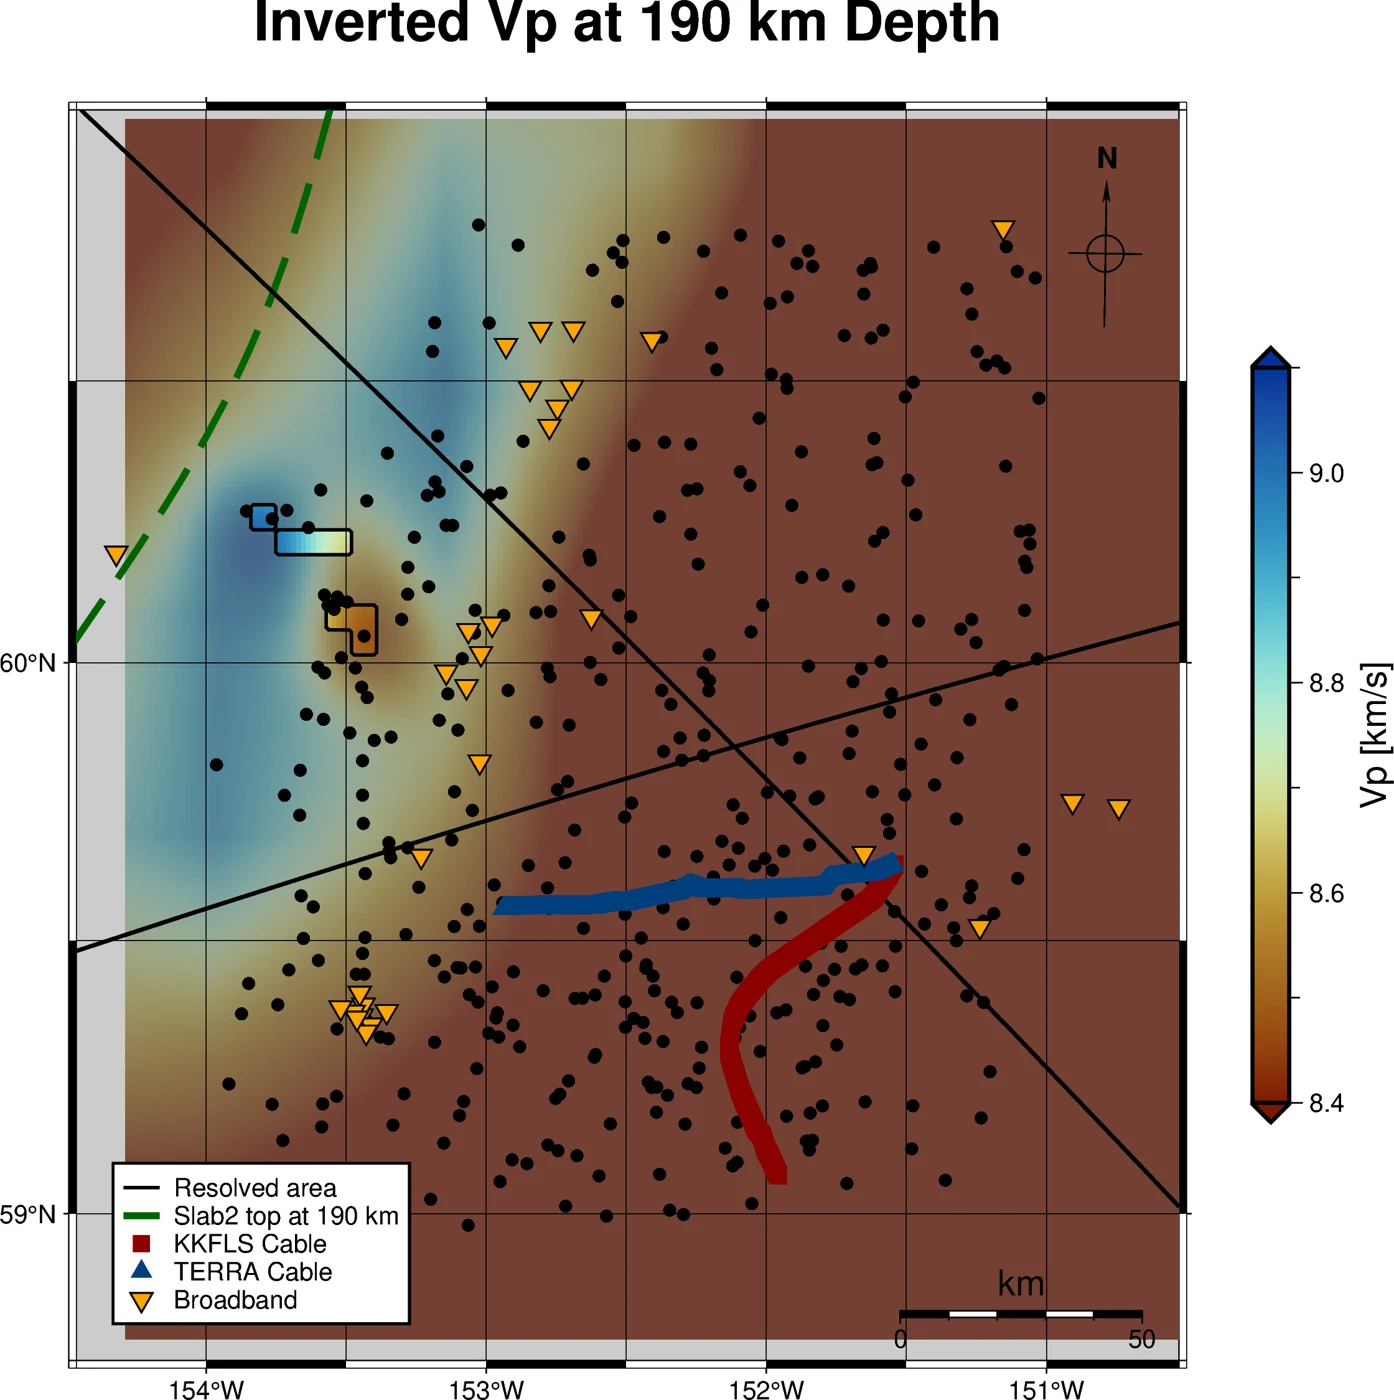 Inverted Vp at 190 km Depth
N
9.0
8.8
8.6
8.4
Vp [km/s]
60°N
59°N
Resolved area
Slab2 top at 190 km
KKFLS Cable
TERRA Cable
Broadband
km
0 50
154°W 153°W 152°W 151°W